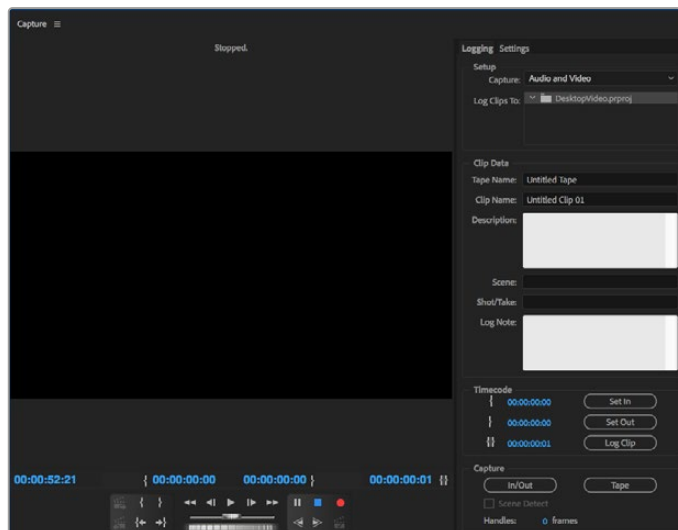 Capture
Stopped.
Logging Settings
Setup
Capture: Audio and Video
Log Clips To: DesktopVideo.prproj
Clip Data
Tape Name: Untitled Tape
Clip Name: Untitled Clip 01
Description:
Scene:
Shot/Take:
Log Note:
Timecode
{ 00:00:00:00 Set In
} 00:00:00:00 Set Out
{} 00:00:00:01 Log Clip
00:00:52:21 { 00:00:00:00 00:00:00:00 } 00:00:00:01 {}
Capture
In/Out Tape
Scene Detect
Handles: 0 frames